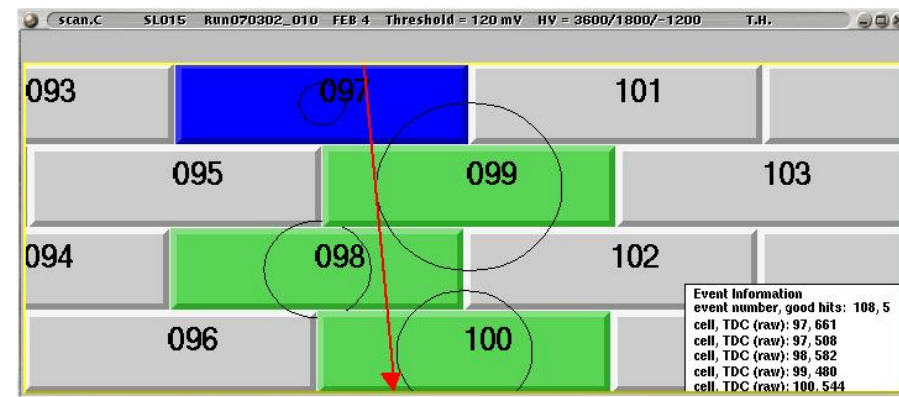 scan.C SL015 Run070302_010 FEB 4 Threshold = 120 mV HV = 3600/1800/-1200 T.H.
093 097 101
095 099 103
094 098 102
096 100
Event Information
event number, good hits: 108, 5
cell, TDC (raw): 97, 661
cell, TDC (raw): 97, 508
cell, TDC (raw): 98, 582
cell, TDC (raw): 99, 480
cell, TDC (raw): 100, 544